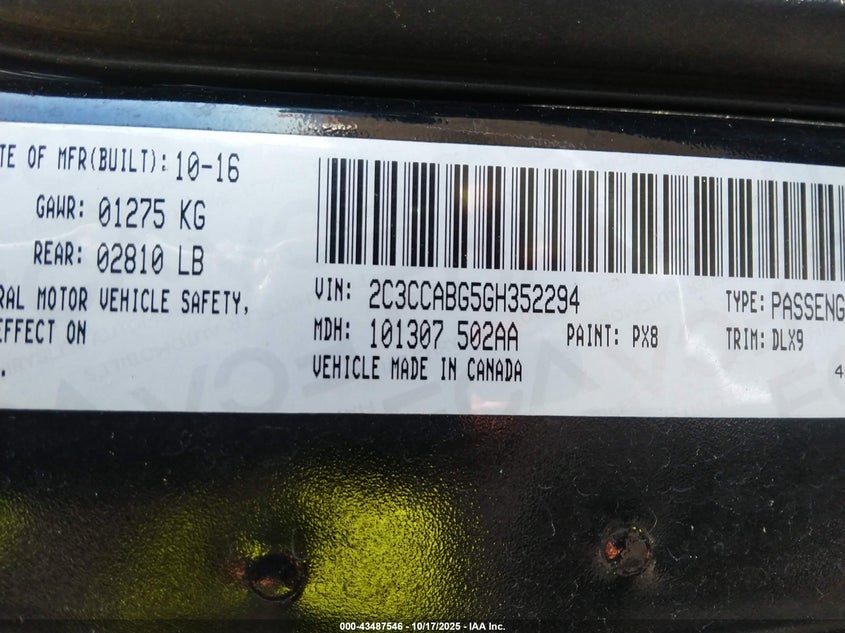 TE OF MFR(BUILT): 10-16
GAWR: 01275 KG
REAR: 02810 LB
RAL MOTOR VEHICLE SAFETY,
EFFECT ON
.
VIN: 2C3CCABG5GH352294
TYPE: PASSENG
MDH: 101307 502AA
PAINT: PX8
TRIM: DLX9
VEHICLE MADE IN CANADA
4
000-43487546 - 10/17/2025 - IAA Inc.